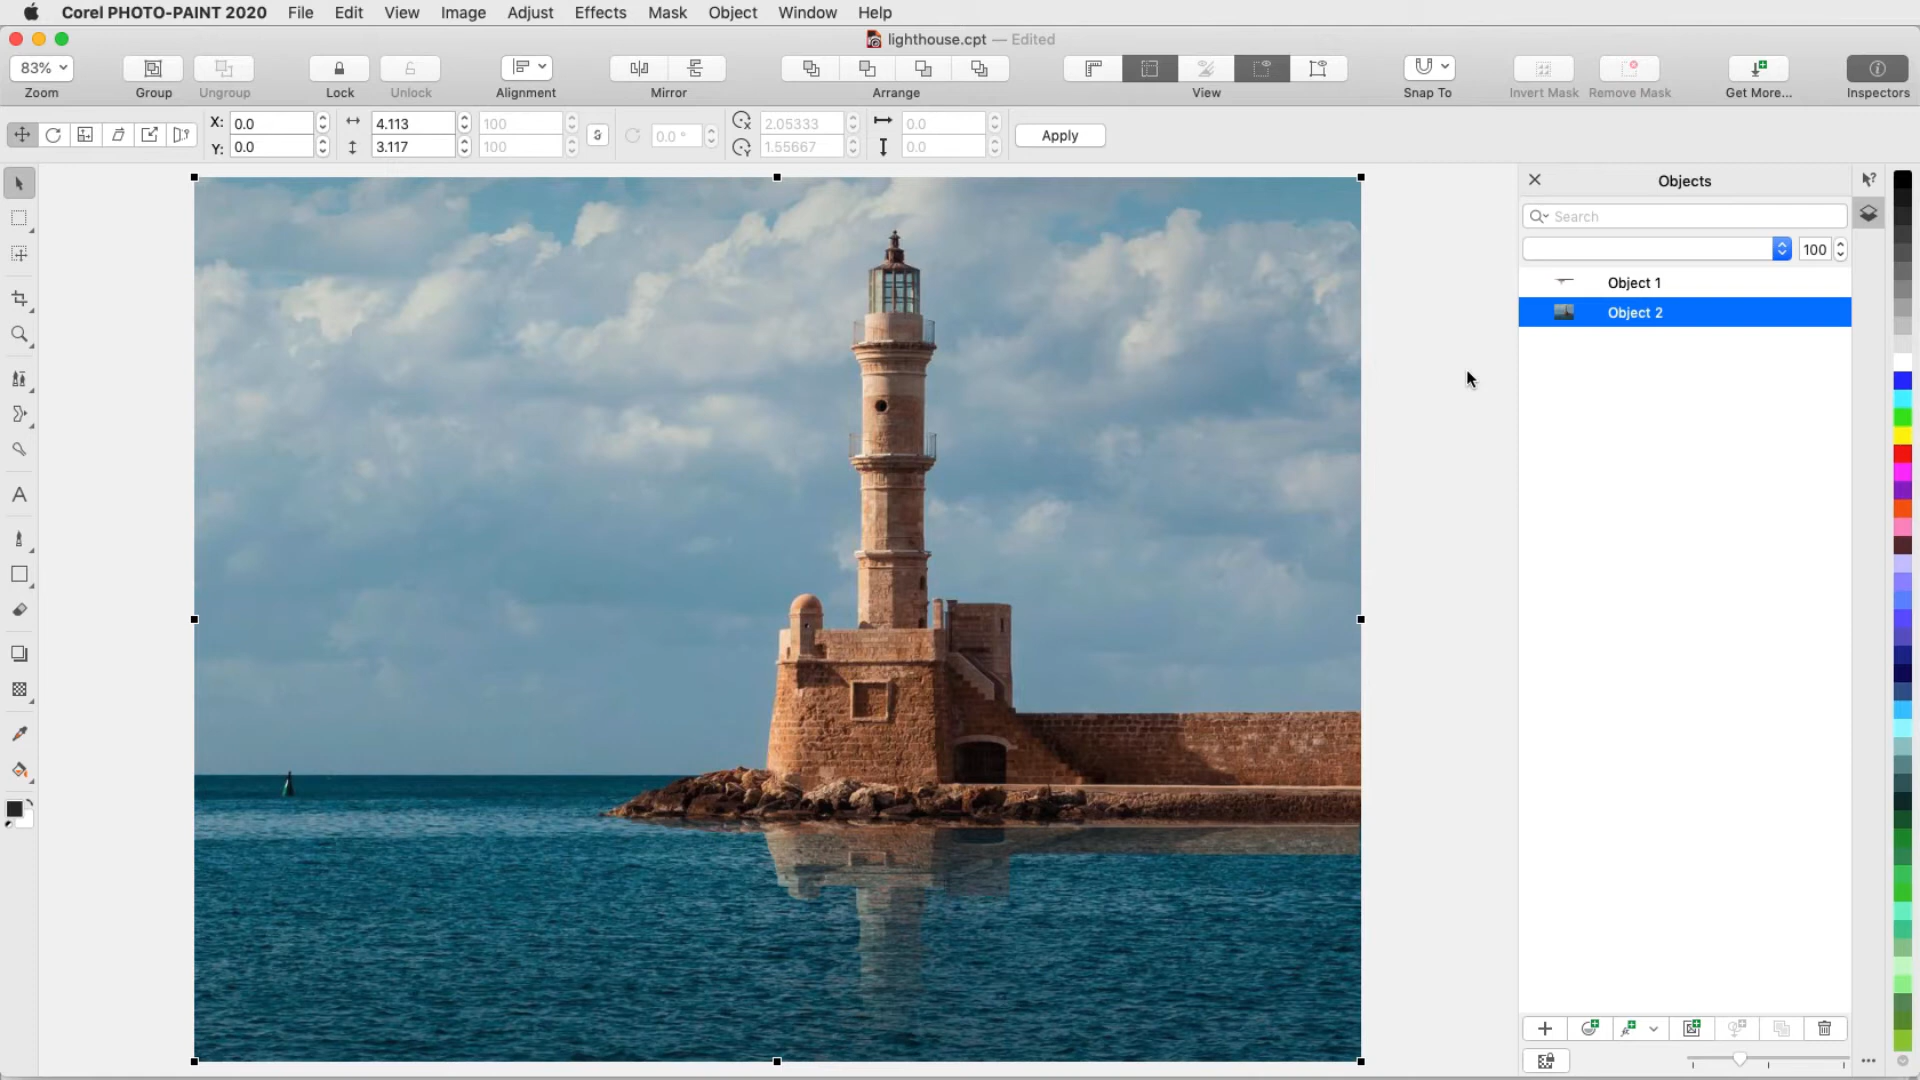 Corel PHOTO-PAINT 2020 File Edit View Image Adjust Effects Mask Object Window Help
lighthouse.cpt — Edited
83%
Zoom Group Ungroup Lock Unlock Alignment Mirror Arrange View Snap To Invert Mask Remove Mask Get More... Inspectors
X: 0.0 4.113 100 2.05333 0.0
0.0 ° Apply
Y: 0.0 3.117 100 1.55667 0.0
Objects
Search
100
Object 1
Object 2